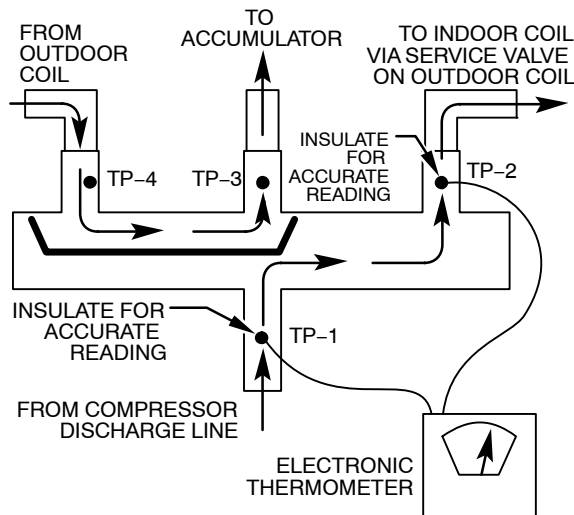 FROM
OUTDOOR
COIL
TO
ACCUMULATOR
TO INDOOR COIL
VIA SERVICE VALVE
ON OUTDOOR COIL
INSULATE
FOR
ACCURATE
READING
TP–4
TP–3
TP–2
INSULATE FOR
ACCURATE
READING
TP–1
FROM COMPRESSOR
DISCHARGE LINE
ELECTRONIC
THERMOMETER